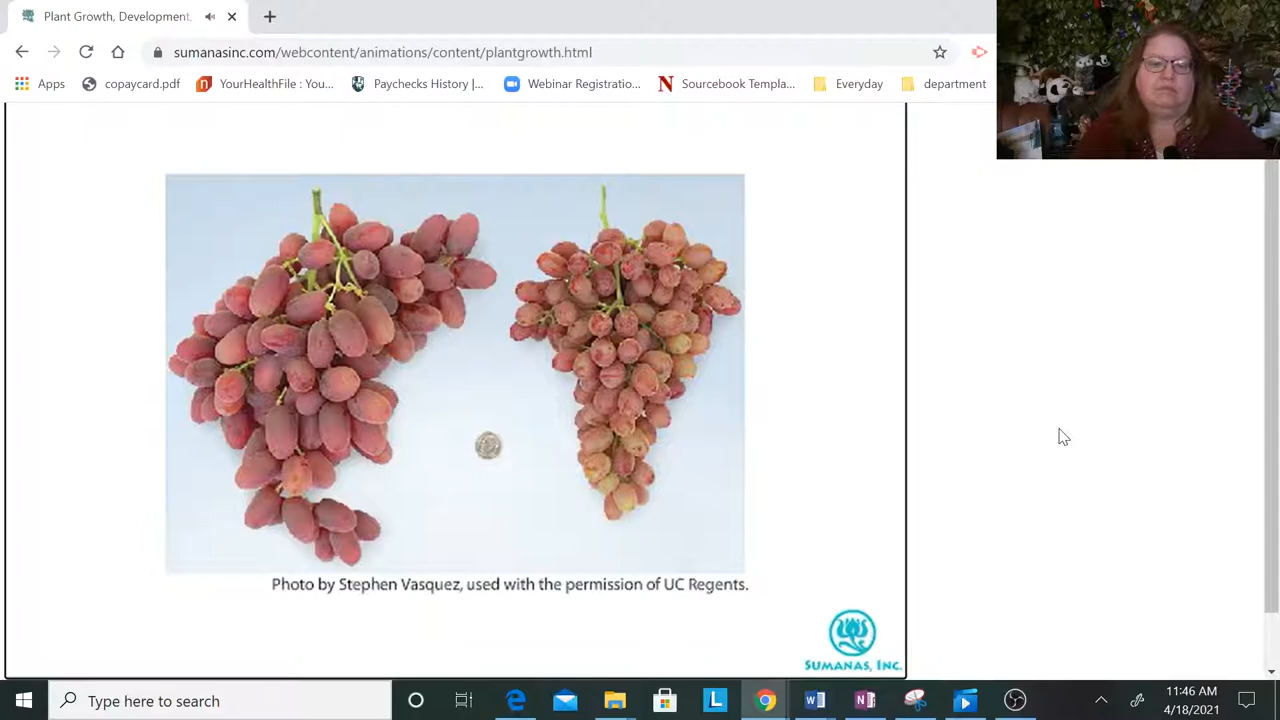 Plant Growth, Development,
sumanasinc.com/webcontent/animations/content/plantgrowth.html
Apps copaycard.pdf YourHealthFile : You... Paychecks History |... Webinar Registratio... Sourcebook Templa... Everyday department
Photo by Stephen Vasquez, used with the permission of UC Regents.
SUMANAS, INC.
Type here to search
11:46 AM
4/18/2021